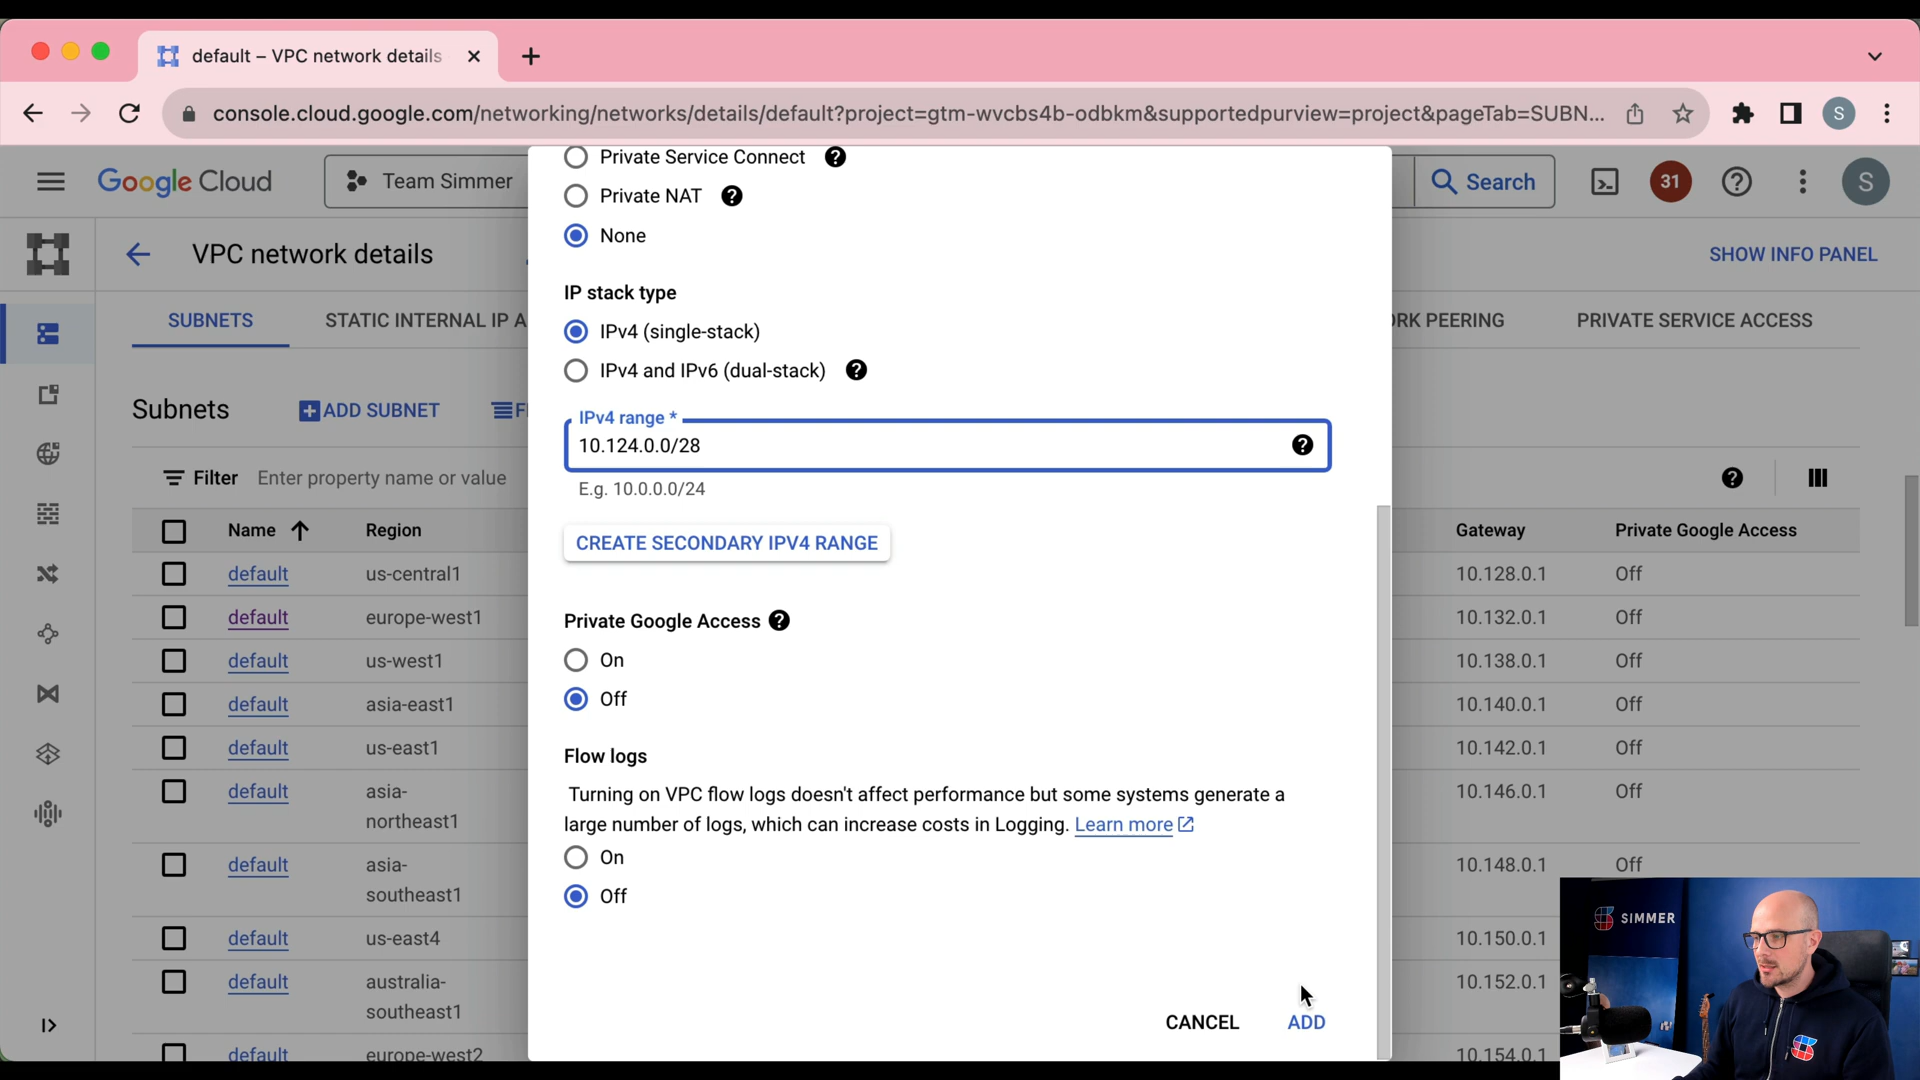 default – VPC network details
console.cloud.google.com/networking/networks/details/default?project=gtm-wvcbs4b-odbkm&supportedpurview=project&pageTab=SUBN...
S
Google Cloud
Team Simmer
Search
31
S
VPC network details
SHOW INFO PANEL
SUBNETS
STATIC INTERNAL IP A
RK PEERING
PRIVATE SERVICE ACCESS
Subnets
ADD SUBNET
Filter Enter property name or value
Name Region Gateway Private Google Access
default us-central1 10.128.0.1 Off
default europe-west1 10.132.0.1 Off
default us-west1 10.138.0.1 Off
default asia-east1 10.140.0.1 Off
default us-east1 10.142.0.1 Off
default asia-northeast1 10.146.0.1 Off
default asia-southeast1 10.148.0.1 Off
default us-east4 10.150.0.1
default australia-southeast1 10.152.0.1
default europe-west2 10.154.0.1
Private Service Connect
Private NAT
None
IP stack type
IPv4 (single-stack)
IPv4 and IPv6 (dual-stack)
IPv4 range *
10.124.0.0/28
E.g. 10.0.0.0/24
CREATE SECONDARY IPV4 RANGE
Private Google Access
On
Off
Flow logs
Turning on VPC flow logs doesn't affect performance but some systems generate a
large number of logs, which can increase costs in Logging. Learn more
On
Off
CANCEL
ADD
SIMMER